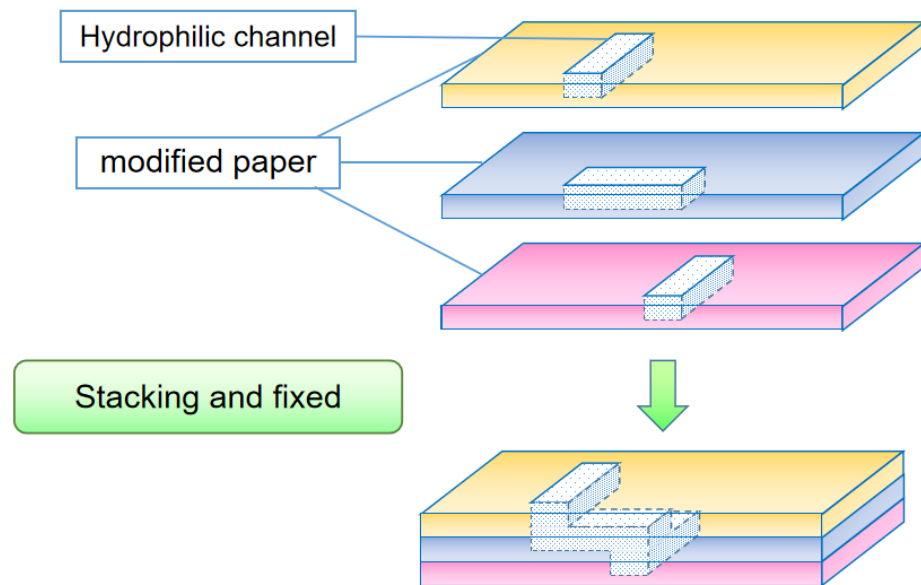 Hydrophilic channel
modified paper
Stacking and fixed